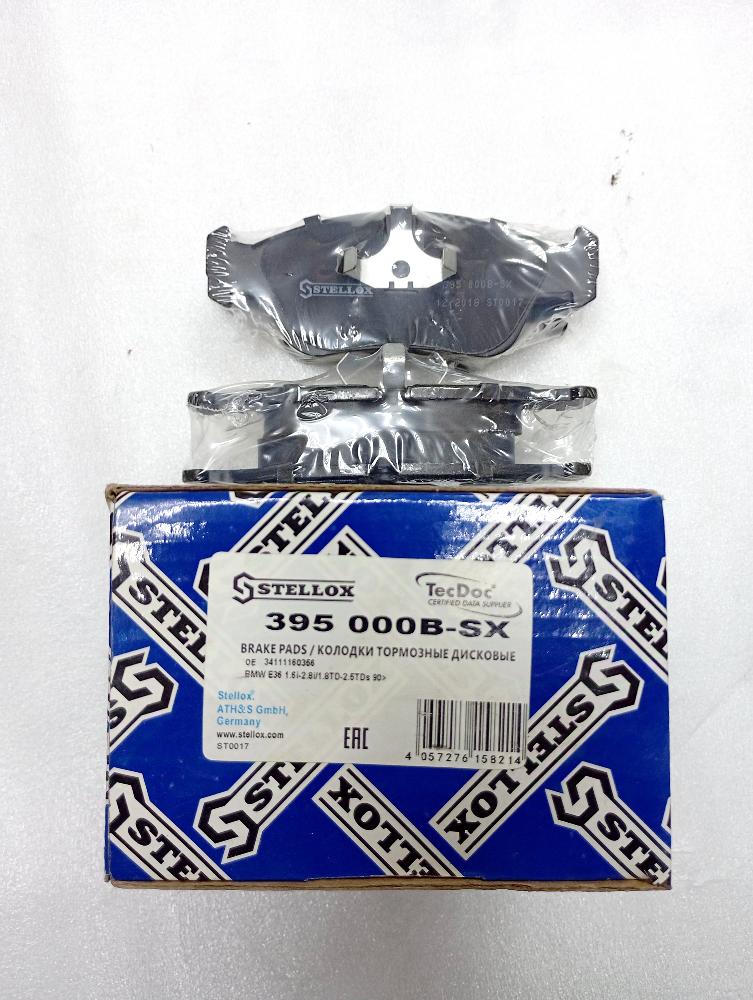 STELLOX
395 000B-SX
12/2018 ST0017
STELLOX
STELLOX
STELLOX
STELLOX
TecDoc®
CERTIFIED DATA SUPPLIER
395 000B-SX
BRAKE PADS / КОЛОДКИ ТОРМОЗНЫЕ ДИСКОВЫЕ
OE 34111160356
BMW E36 1.6i-2.8i/1.8TD-2.5TDs 90>
Stellox.
ATH&S GmbH,
Germany
www.stellox.com
ST0017
EAC
4 057276 158214
STELLOX
STELLOX